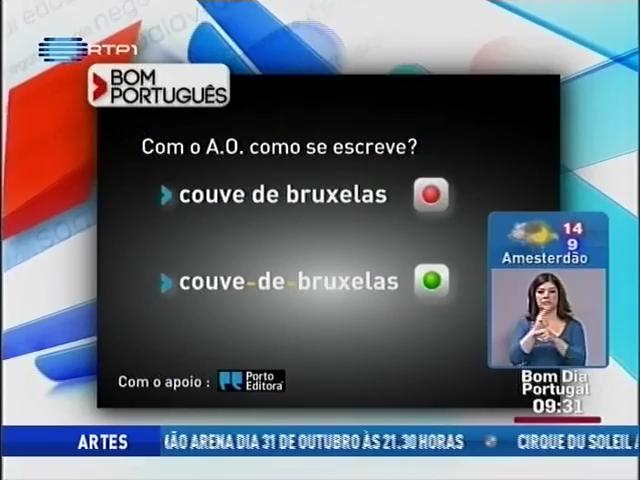 RTP1
BOM
PORTUGUÊS
Com o A.O. como se escreve?
couve de bruxelas
couve-de-bruxelas
14
9
Amesterdão
Com o apoio :
Porto
Editora
Bom Dia
Portugal
09:31
ARTES
ÃO ARENA DIA 31 DE OUTUBRO ÀS 21.30 HORAS
CIRQUE DU SOLEIL